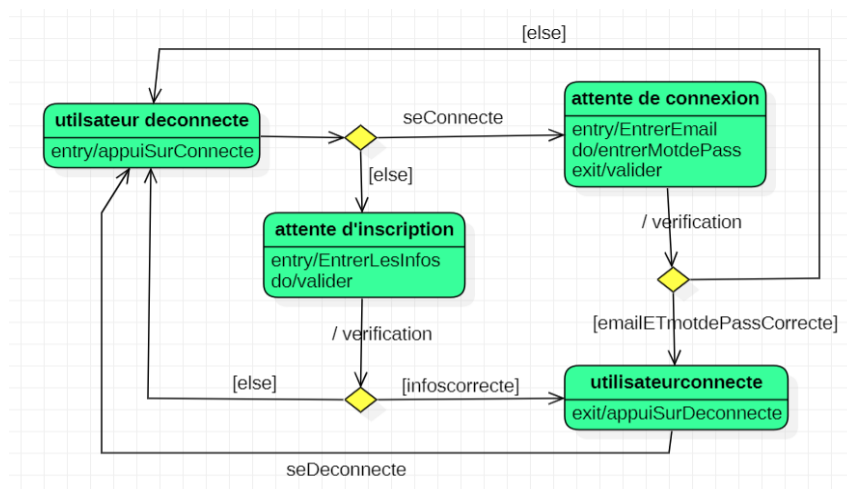 [else]
utilsateur deconnecte
entry/appuiSurConnecte
seConnecte
attente de connexion
entry/EntrerEmail
do/entrerMotdePass
exit/valider
[else]
attente d'inscription
entry/EntrerLesInfos
do/valider
/ verification
/ verification
[emailETmotdePassCorrecte]
[else]
[infoscorrecte]
utilisateurconnecte
exit/appuiSurDeconnecte
seDeconnecte